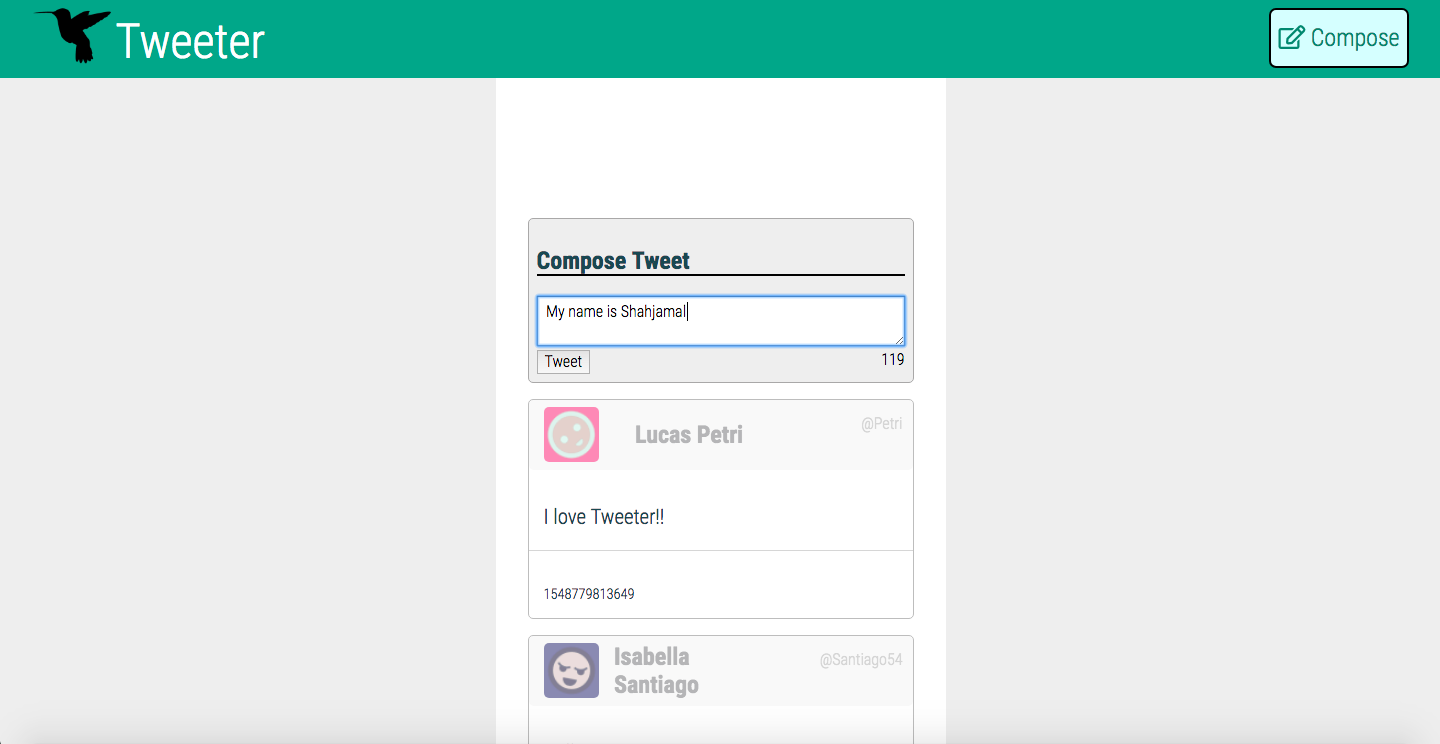 Tweeter
Compose
Compose Tweet
My name is Shahjamal
Tweet
119
Lucas Petri
@Petri
I love Tweeter!!
1548779813649
Isabella
Santiago
@Santiago54